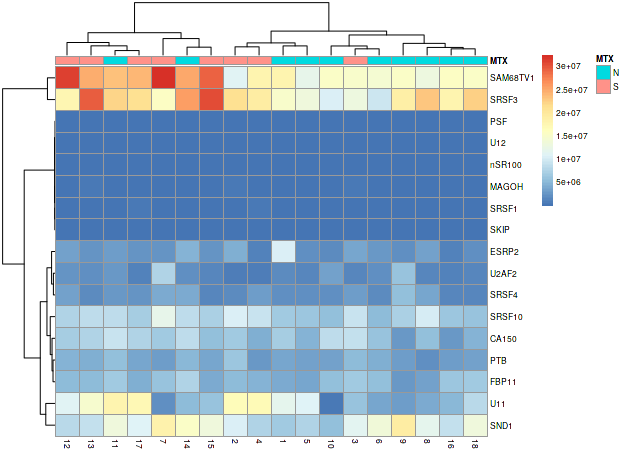 MTX
SAM68TV1
SRSF3
PSF
U12
nSR100
MAGOH
SRSF1
SKIP
ESRP2
U2AF2
SRSF4
SRSF10
CA150
PTB
FBP11
U11
SND1
12 13 11 17 7 14 15 2 4 1 5 10 3 6 9 8 16 18
3e+07
2.5e+07
2e+07
1.5e+07
1e+07
5e+06
MTX
N
S